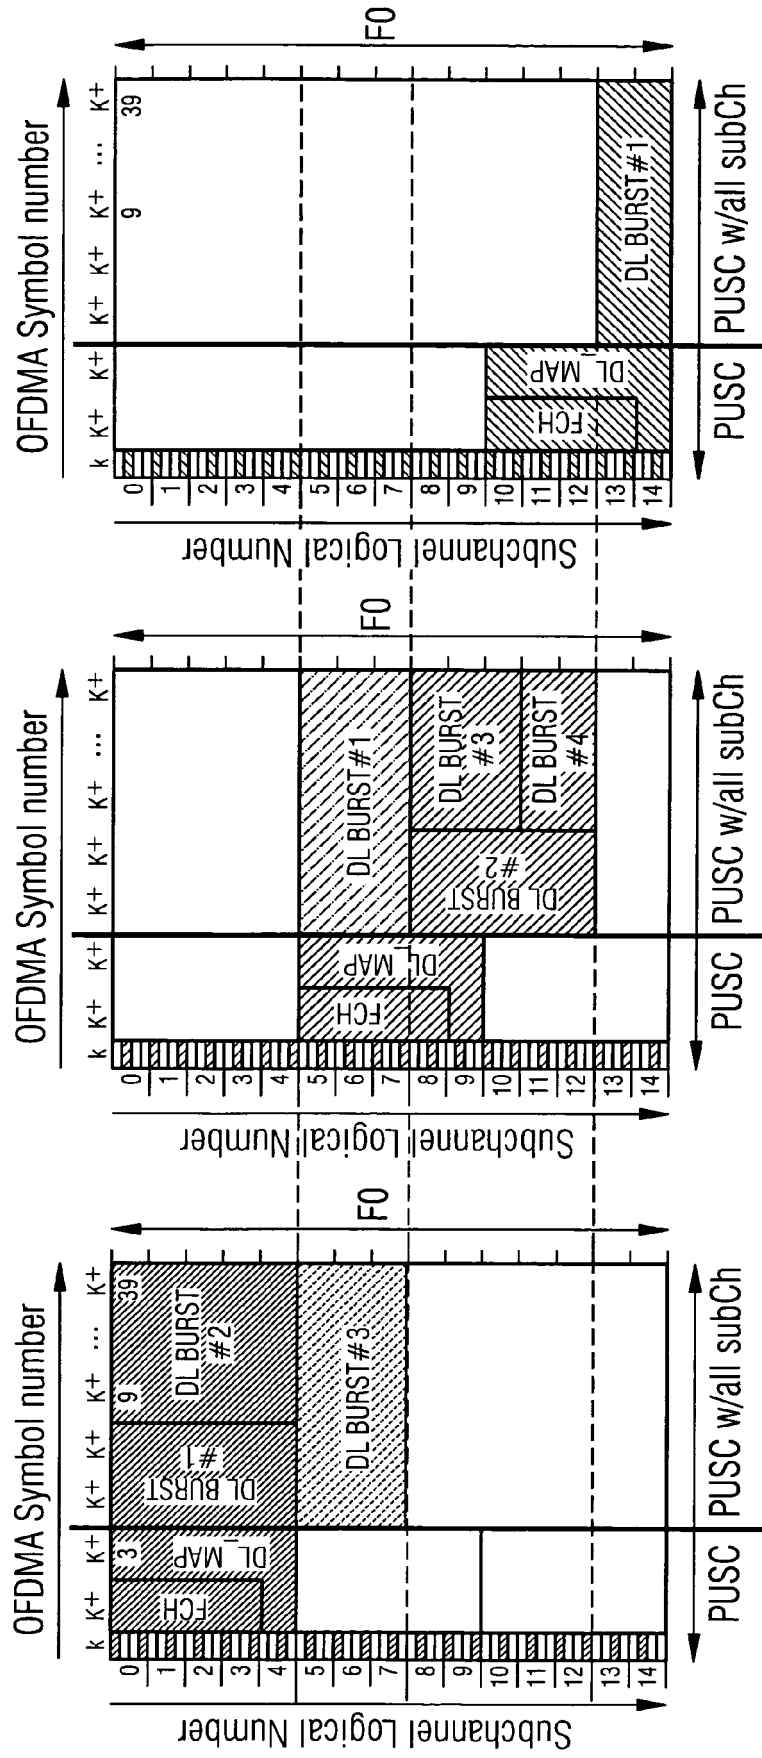 OFDMA Symbol number
k K+ K+ K+ K+ K+ ... K+
3 9 39
Subchannel Logical Number
0
1
2
3
4
5
6
7
8
9
10
11
12
13
14
FCH
DL_MAP
DL BURST
#1
DL BURST
#2
DL BURST#3
F0
PUSC PUSC w/all subCh
OFDMA Symbol number
k K+ K+ K+ K+ K+ ... K+
Subchannel Logical Number
0
1
2
3
4
5
6
7
8
9
10
11
12
13
14
FCH
DL_MAP
DL BURST#1
DL BURST
#2
DL BURST
#3
DL BURST
#4
F0
PUSC PUSC w/all subCh
OFDMA Symbol number
k K+ K+ K+ K+ K+ ... K+
9 39
Subchannel Logical Number
0
1
2
3
4
5
6
7
8
9
10
11
12
13
14
FCH
DL_MAP
DL BURST#1
F0
PUSC PUSC w/all subCh